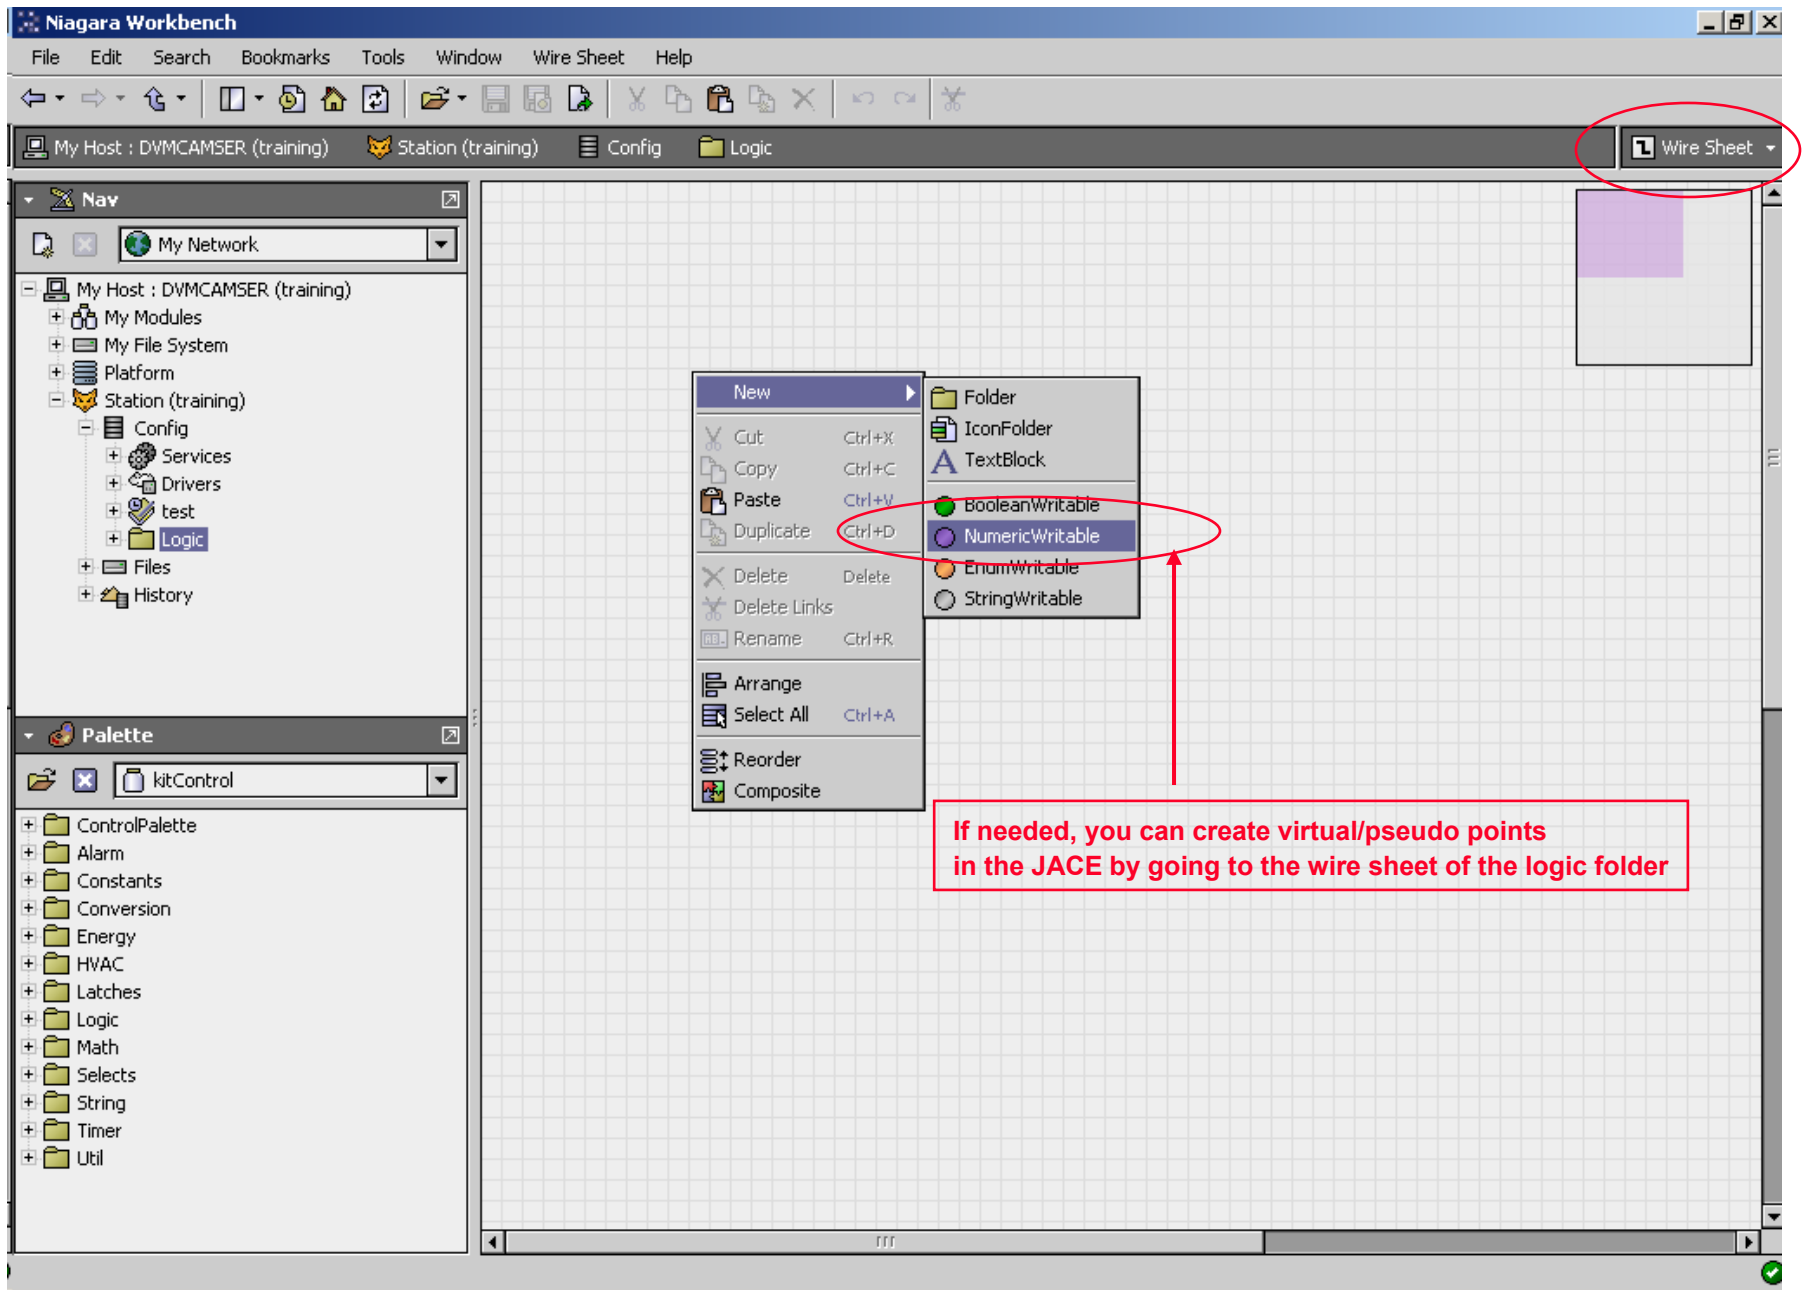 Niagara Workbench
File Edit Search Bookmarks Tools Window Wire Sheet Help
My Host : DVMCAMSER (training) Station (training) Config Logic Wire Sheet
Nav
My Network
My Host : DVMCAMSER (training)
My Modules
My File System
Platform
Station (training)
Config
Services
Drivers
test
Logic
Files
History
Palette
kitControl
ControlPalette
Alarm
Constants
Conversion
Energy
HVAC
Latches
Logic
Math
Selects
String
Timer
Util
New
Cut Ctrl+X
Copy Ctrl+C
Paste Ctrl+V
Duplicate Ctrl+D
Delete Delete
Delete Links
Rename Ctrl+R
Arrange
Select All Ctrl+A
Reorder
Composite
Folder
IconFolder
TextBlock
BooleanWritable
NumericWritable
EnumWritable
StringWritable
If needed, you can create virtual/pseudo points
in the JACE by going to the wire sheet of the logic folder